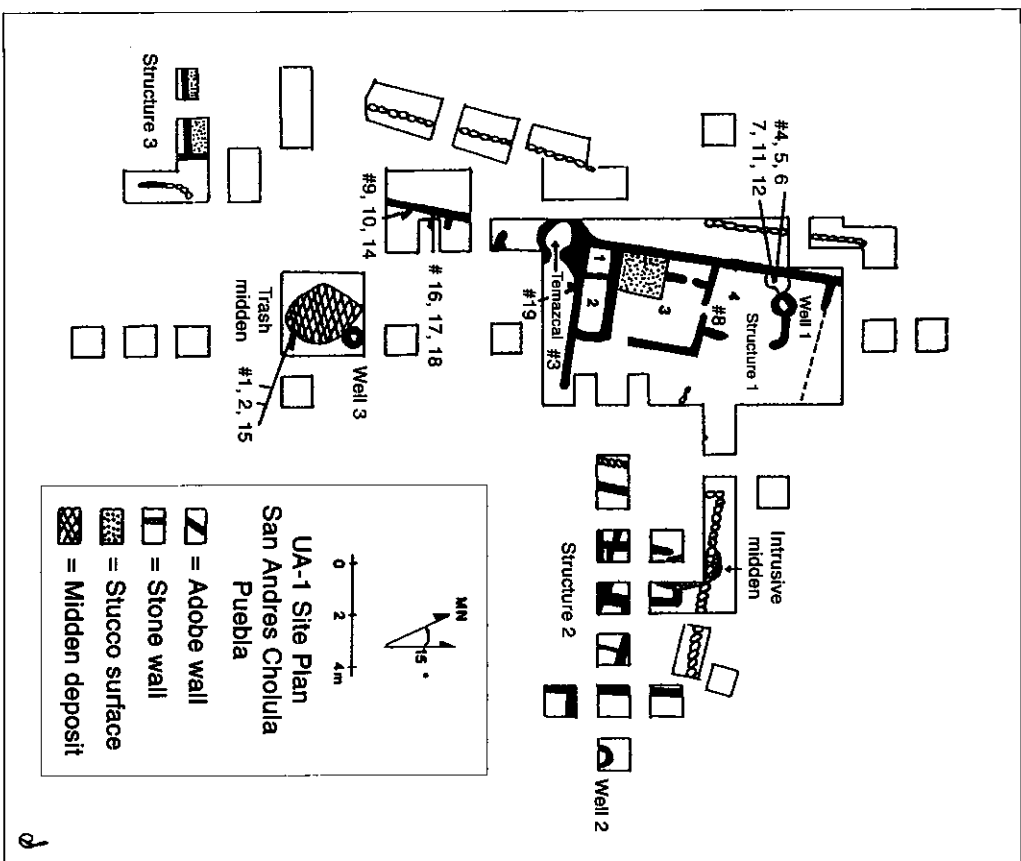 Well 2
Intrusive
midden
Structure 2
Well 1
Structure 1
#4, 5, 6
7, 11, 12
4
#8
3
1
2
Temazcal
#3
#19
# 16, 17, 18
#9, 10, 14
Well 3
Trash
midden
#1, 2, 15
Structure 3
MN
15 °
0 2 4m
UA-1 Site Plan
San Andres Cholula
Puebla
= Adobe wall
= Stone wall
= Stucco surface
= Midden deposit